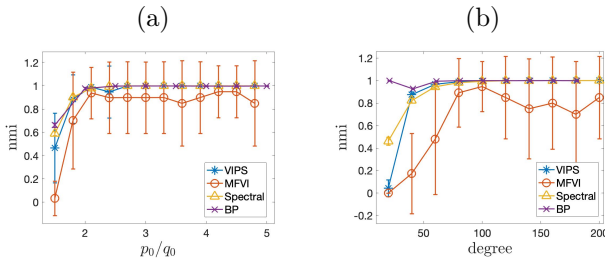 (a)
1.2
1
0.8
0.6
0.4
0.2
0
nmi
VIPS
MFVI
Spectral
BP
2
3
4
5
p₀/q₀
(b)
1.2
1
0.8
0.6
0.4
0.2
0
-0.2
nmi
VIPS
MFVI
Spectral
BP
50
100
150
200
degree